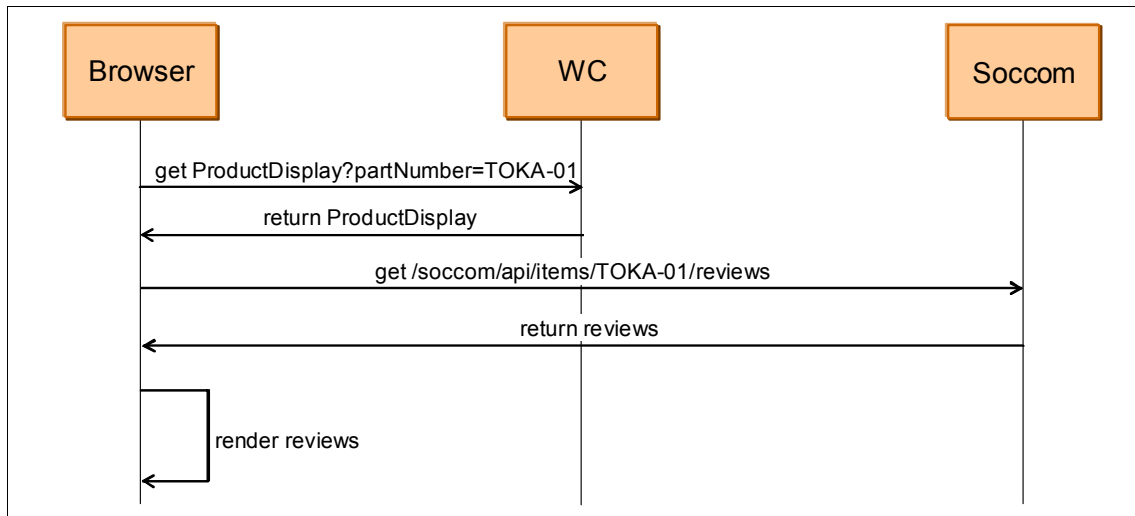 Browser
WC
Soccom
get ProductDisplay?partNumber=TOKA-01
return ProductDisplay
get /soccom/api/items/TOKA-01/reviews
return reviews
render reviews